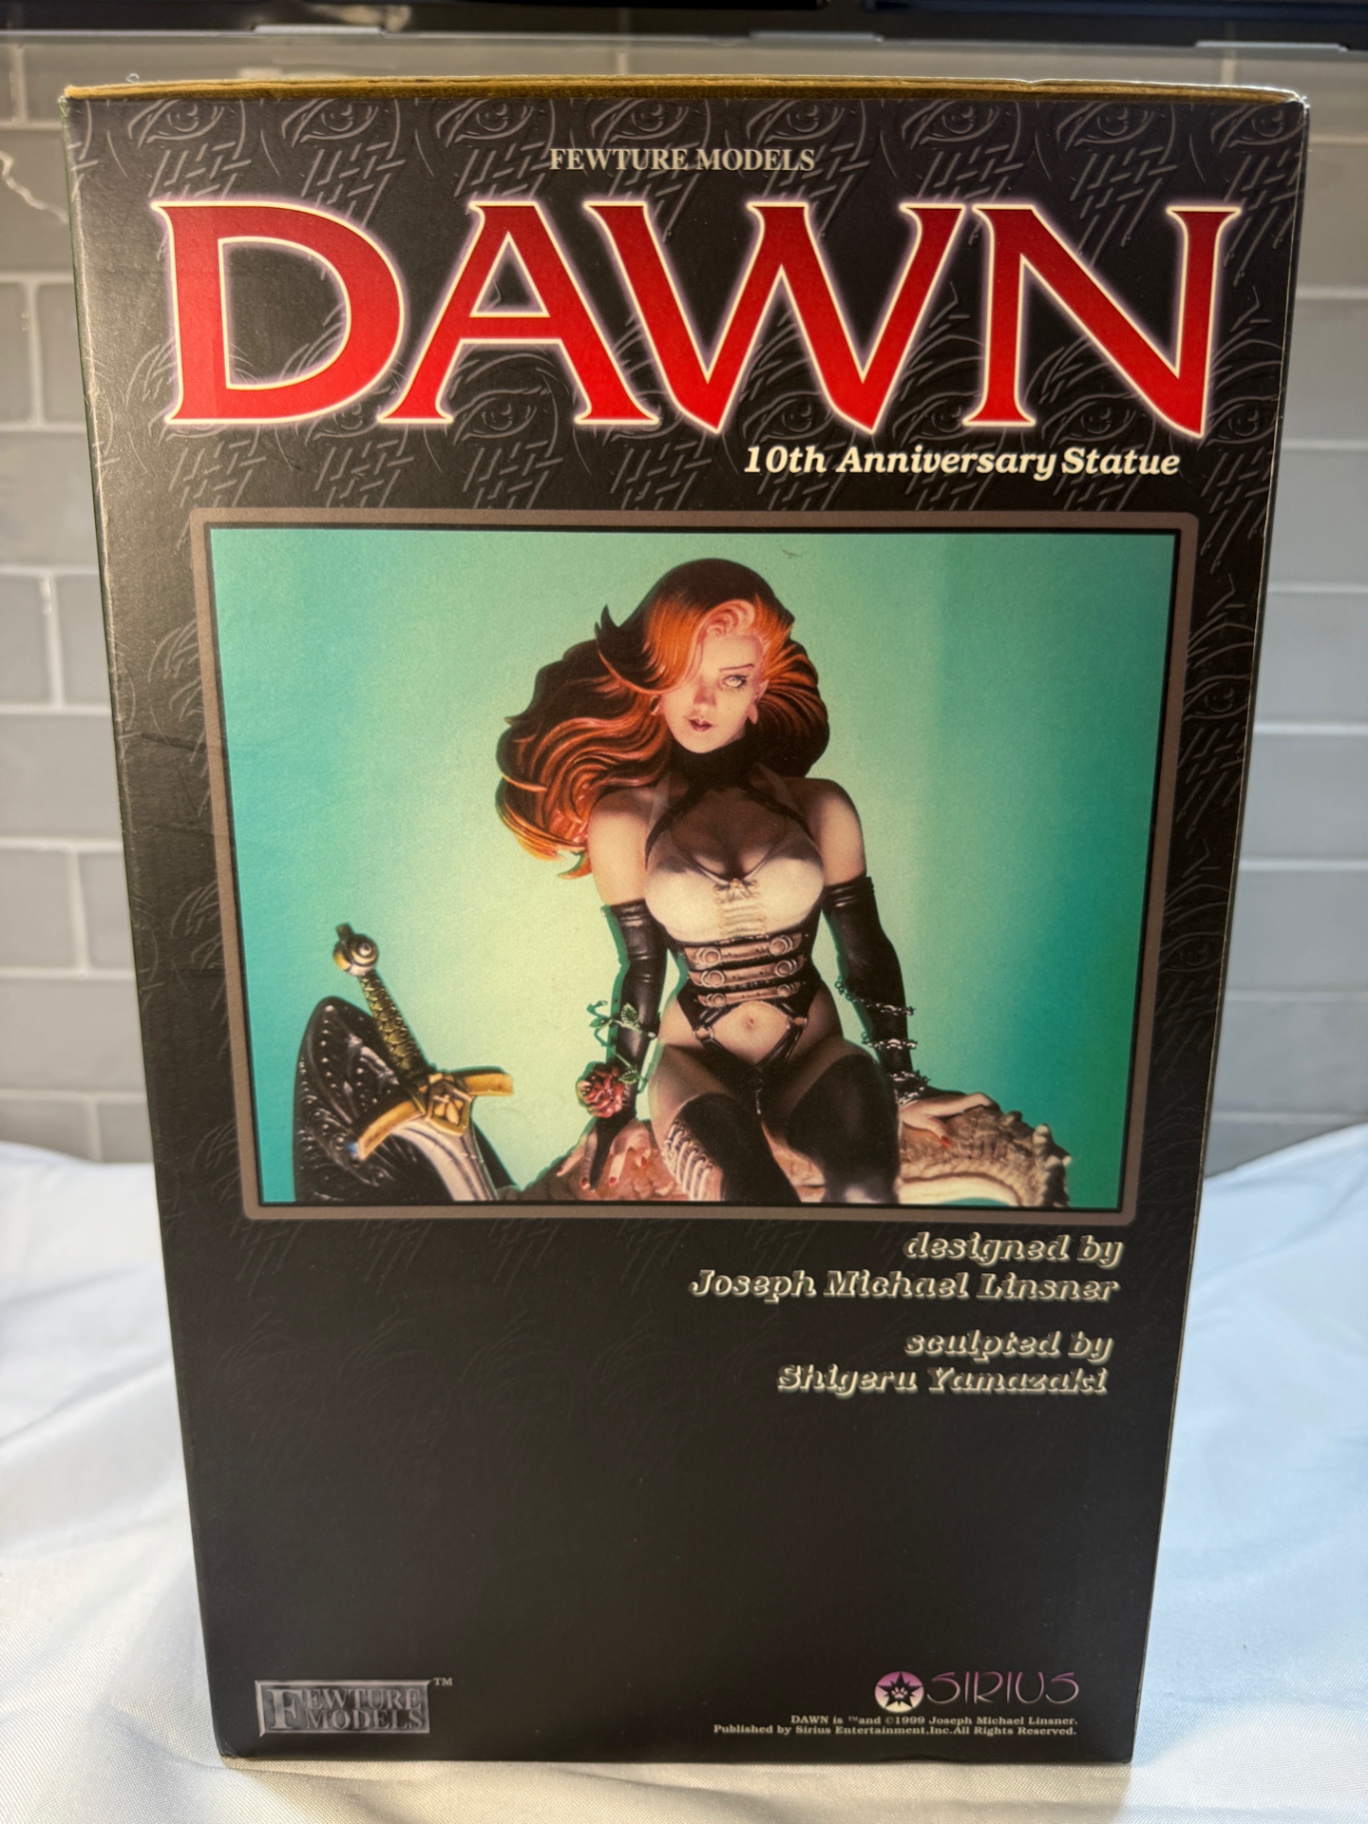 FEWTURE MODELS
DAWN
10th Anniversary Statue
designed by
Joseph Michael Linsner
sculpted by
Shigeru Yamazaki
FEWTURE
MODELS
TM
SIRIUS
DAWN is ™and ©1999 Joseph Michael Linsner.
Published by Sirius Entertainment,Inc.All Rights Reserved.